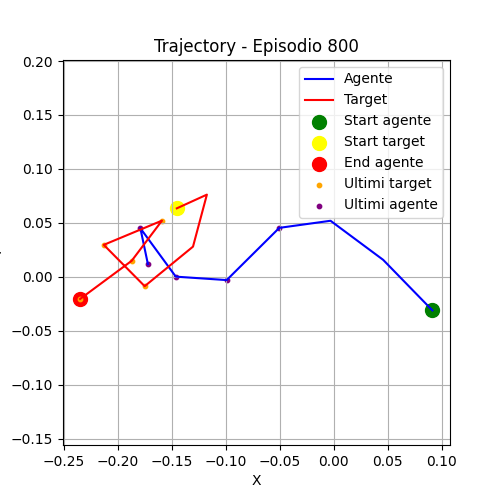 Trajectory - Episodio 800
Agente
Target
Start agente
Start target
End agente
Ultimi target
Ultimi agente
0.20
0.15
0.10
0.05
0.00
−0.05
−0.10
−0.15
−0.25
−0.20
−0.15
−0.10
−0.05
0.00
0.05
0.10
X